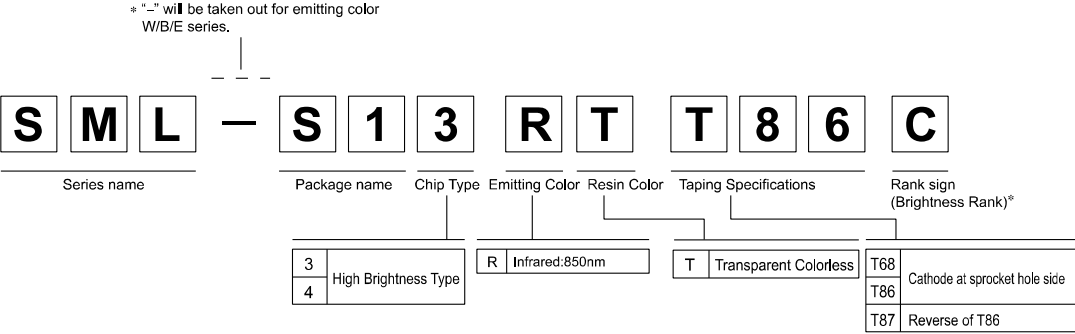 * “–” will be taken out for emitting color
W/B/E series.
S M L – S 1 3 R T T 8 6 C
Series name Package name Chip Type Emitting Color Resin Color Taping Specifications Rank sign
(Brightness Rank)*
3 High Brightness Type
4
R Infrared:850nm
T Transparent Colorless
T68 Cathode at sprocket hole side
T86
T87 Reverse of T86